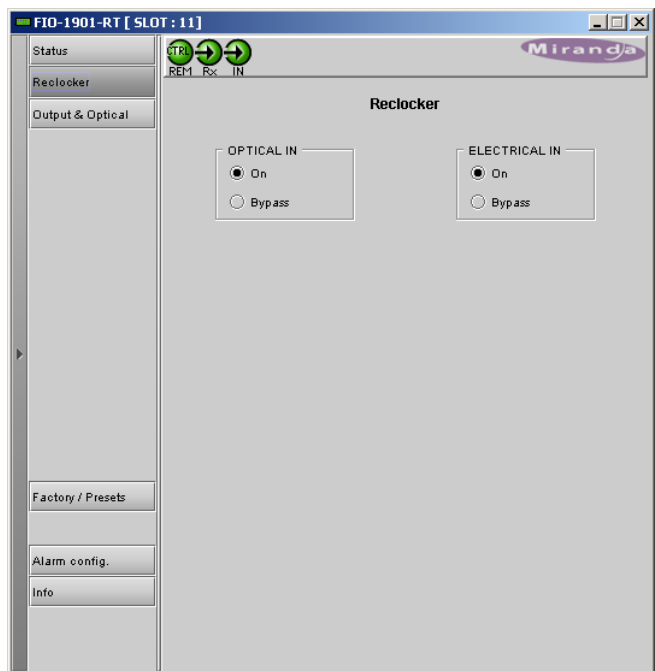 FIO-1901-RT [ SLOT : 11]
Status
Reclocker
Output & Optical
Factory / Presets
Alarm config.
Info
CTRL
REM Rx IN
Miranda
Reclocker
OPTICAL IN
On
Bypass
ELECTRICAL IN
On
Bypass